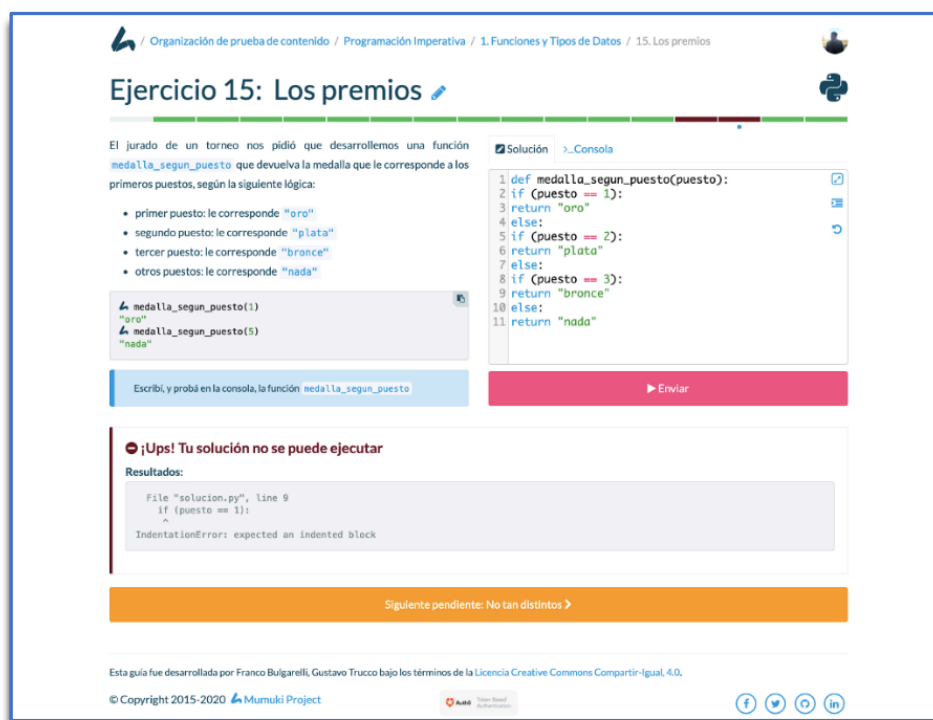 / Organización de prueba de contenido / Programación Imperativa / 1. Funciones y Tipos de Datos / 15. Los premios
Ejercicio 15: Los premios
El jurado de un torneo nos pidió que desarrollemos una función
medalla_segun_puesto que devuelva la medalla que le corresponde a los
primeros puestos, según la siguiente lógica:
• primer puesto: le corresponde "oro"
• segundo puesto: le corresponde "plata"
• tercer puesto: le corresponde "bronce"
• otros puestos: le corresponde "nada"
medalla_segun_puesto(1)
"oro"
medalla_segun_puesto(5)
"nada"
Escribí, y probá en la consola, la función medalla_segun_puesto
Solución >_Consola
1 def medalla_segun_puesto(puesto):
2 if (puesto == 1):
3 return "oro"
4 else:
5 if (puesto == 2):
6 return "plata"
7 else:
8 if (puesto == 3):
9 return "bronce"
10 else:
11 return "nada"
Enviar
¡Ups! Tu solución no se puede ejecutar
Resultados:
File "solucion.py", line 9
if (puesto == 1):
^
IndentationError: expected an indented block
Siguiente pendiente: No tan distintos
Esta guía fue desarrollada por Franco Bulgarelli, Gustavo Trucco bajo los términos de la Licencia Creative Commons Compartir-Igual, 4.0.
© Copyright 2015-2020 Mumuki Project
Auth0 Token Based
Authentication